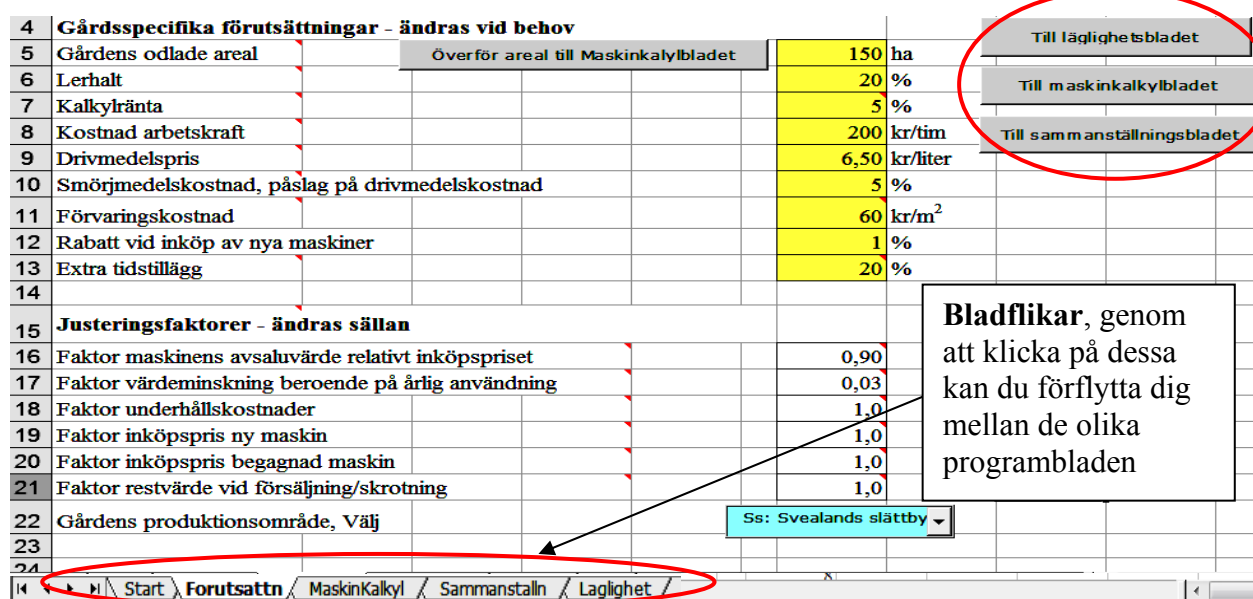 4 Gårdsspecifika förutsättningar - ändras vid behov
Till läglighetsbladet
5 Gårdens odlade areal Överför areal till Maskinkalylbladet 150 ha
6 Lerhalt 20 %
Till maskinkalkylbladet
7 Kalkylränta 5 %
8 Kostnad arbetskraft 200 kr/tim
Till sammanställningsbladet
9 Drivmedelspris 6,50 kr/liter
10 Smörjmedelskostnad, påslag på drivmedelskostnad 5 %
11 Förvaringskostnad 60 kr/m²
12 Rabatt vid inköp av nya maskiner 1 %
13 Extra tidstillägg 20 %
14
15 Justeringsfaktorer - ändras sällan
16 Faktor maskinens avsaluvärde relativt inköpspriset 0,90
17 Faktor värdeminskning beroende på årlig användning 0,03
18 Faktor underhållskostnader 1,0
19 Faktor inköpspris ny maskin 1,0
20 Faktor inköpspris begagnad maskin 1,0
21 Faktor restvärde vid försäljning/skrotning 1,0
22 Gårdens produktionsområde, Välj Ss: Svealands slättby
23
24
Bladflikar, genom
att klicka på dessa
kan du förflytta dig
mellan de olika
programbladen
Start Forutsattn MaskinKalkyl Sammanstalln Laglighet